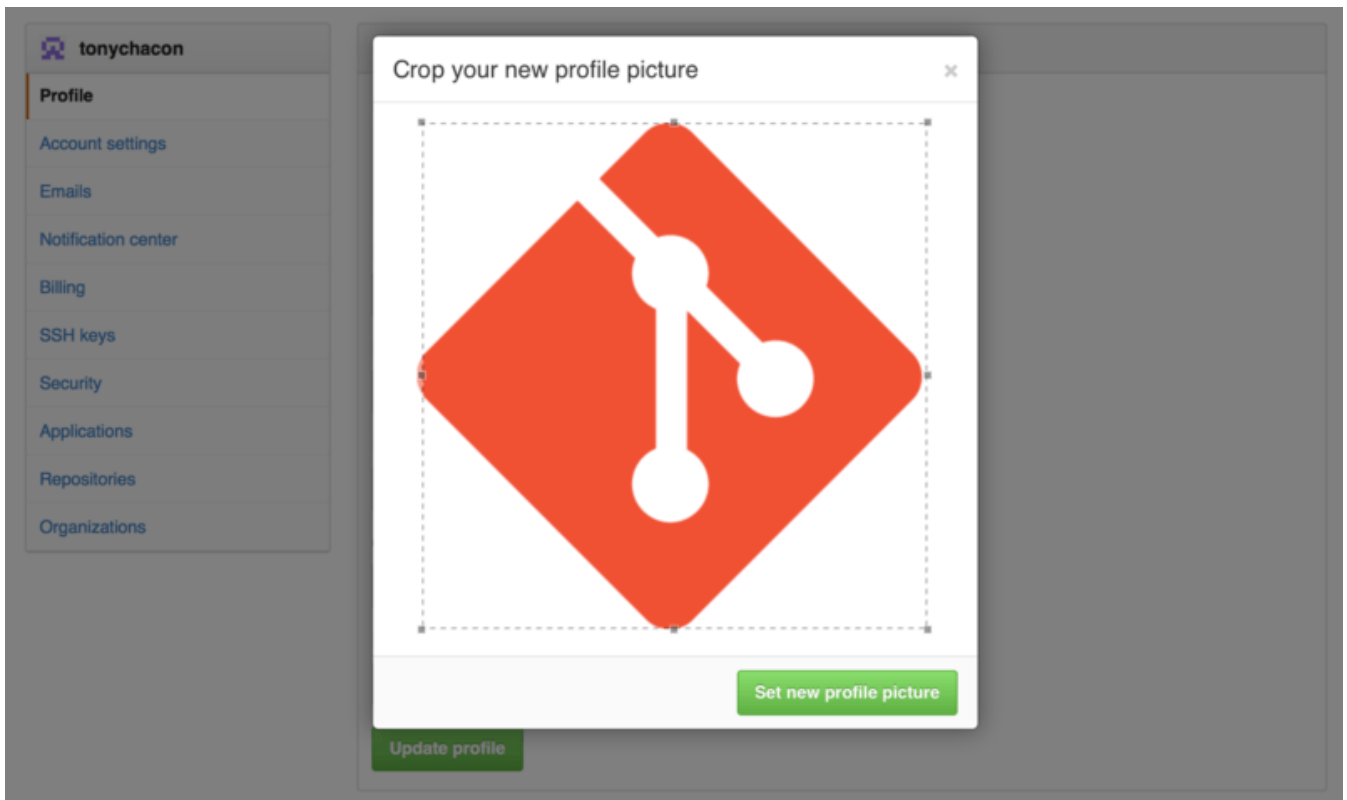 tonychacon
Profile
Account settings
Emails
Notification center
Billing
SSH keys
Security
Applications
Repositories
Organizations
Crop your new profile picture
×
Set new profile picture
Update profile